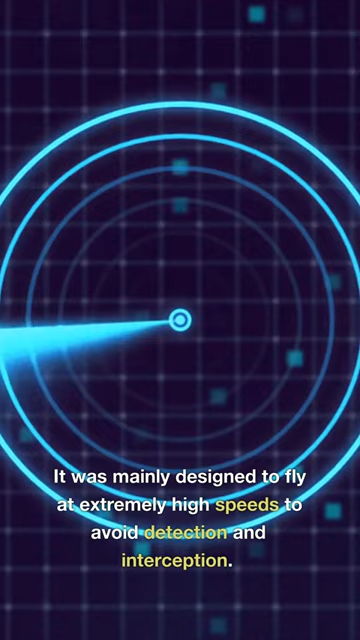 It was mainly designed to fly
at extremely high speeds to
avoid detection and
interception.